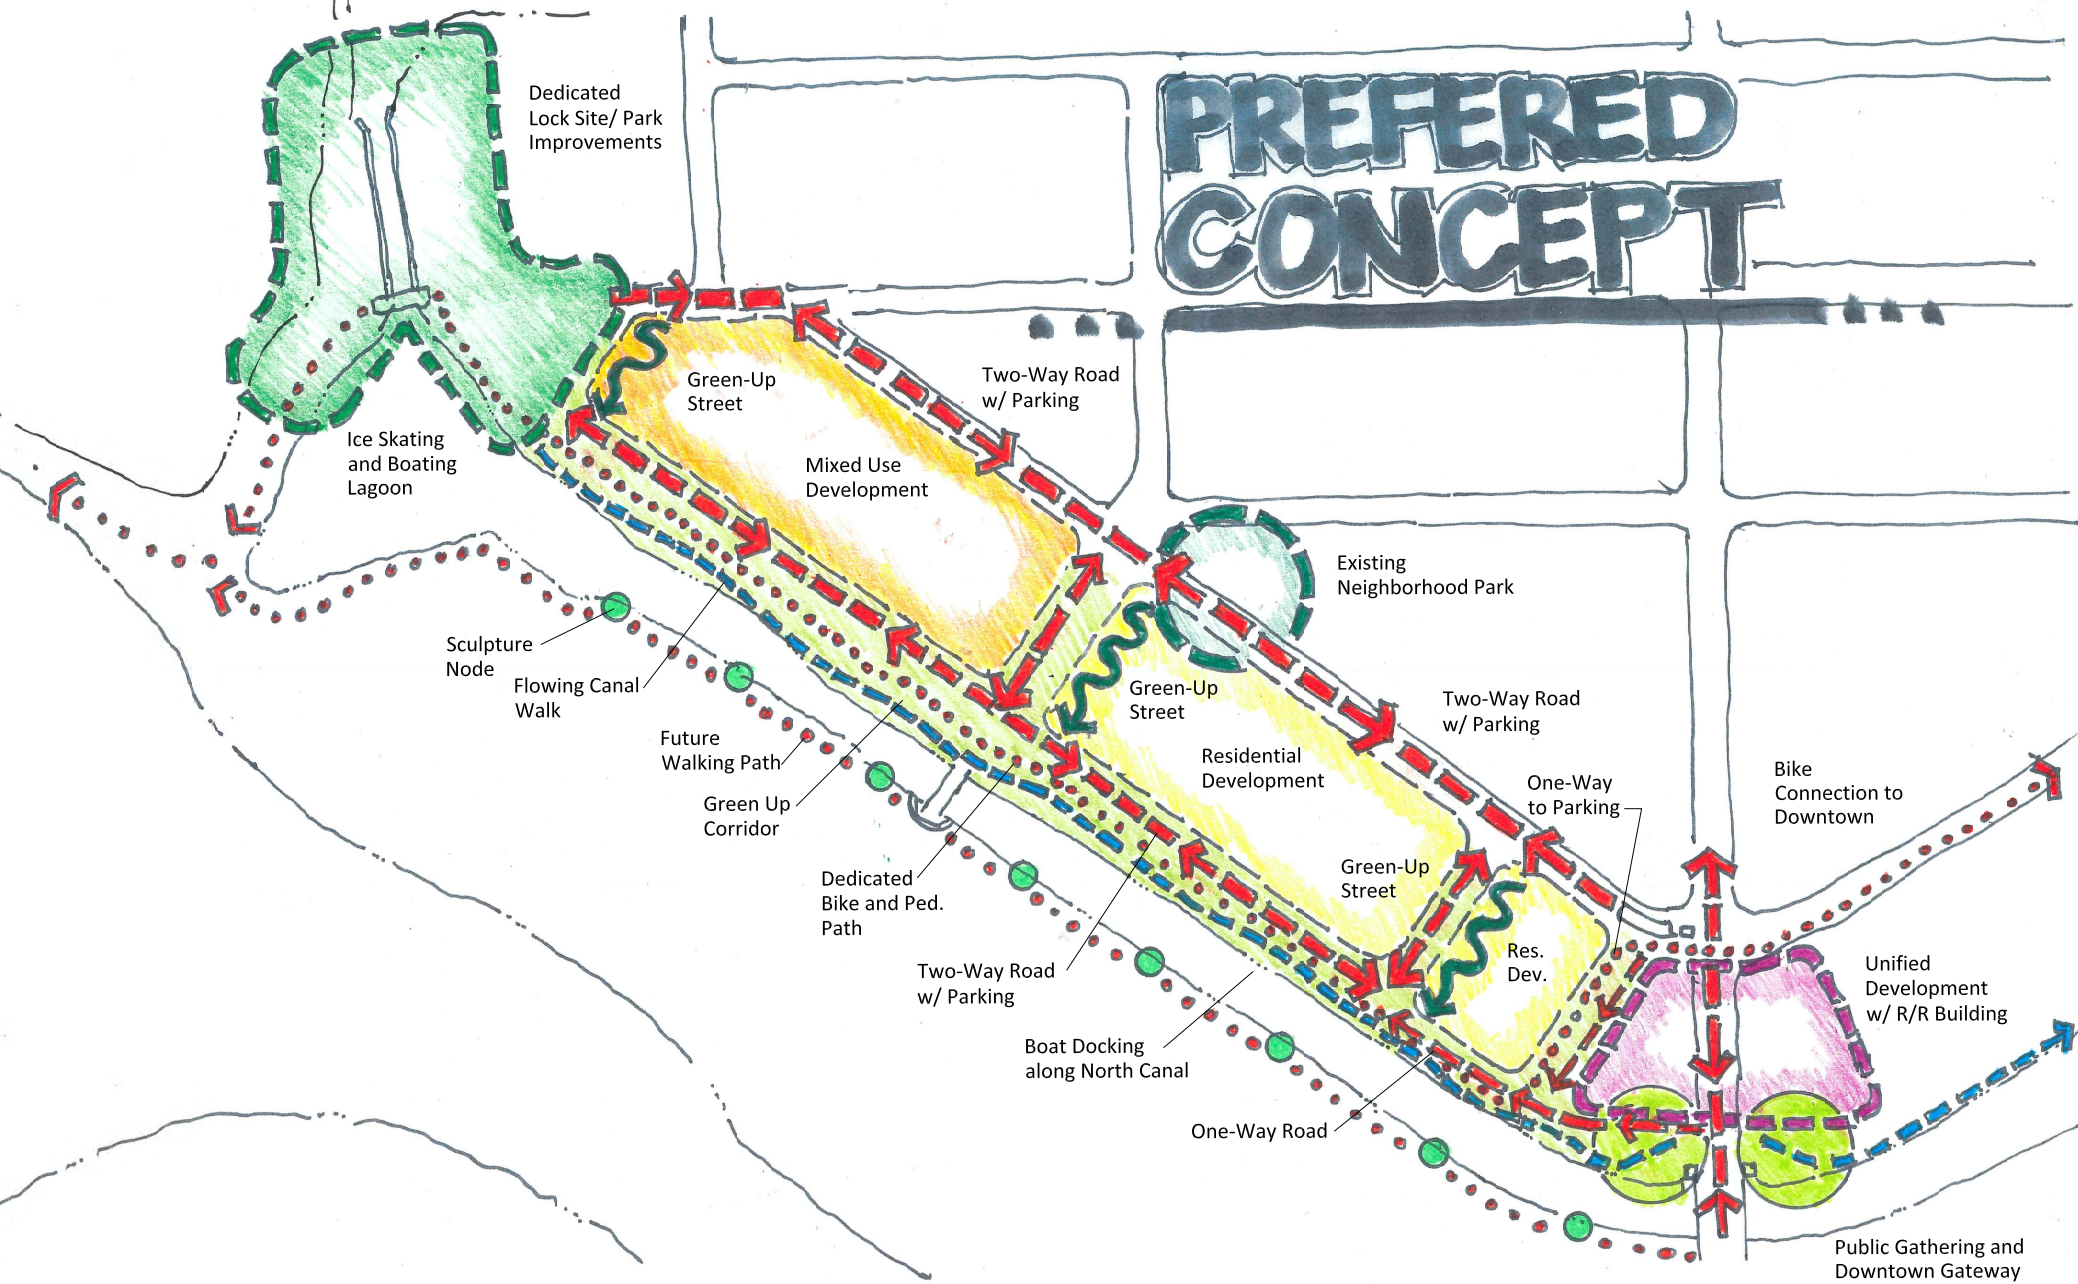 PREFERED
CONCEPT
Dedicated
Lock Site/ Park
Improvements
Green-Up
Street
Two-Way Road
w/ Parking
Ice Skating
and Boating
Lagoon
Mixed Use
Development
Existing
Neighborhood Park
Sculpture
Node
Flowing Canal
Walk
Green-Up
Street
Two-Way Road
w/ Parking
Future
Walking Path
Residential
Development
One-Way
to Parking
Bike
Connection to
Downtown
Green Up
Corridor
Green-Up
Street
Dedicated
Bike and Ped.
Path
Res.
Dev.
Two-Way Road
w/ Parking
Unified
Development
w/ R/R Building
Boat Docking
along North Canal
One-Way Road
Public Gathering and
Downtown Gateway